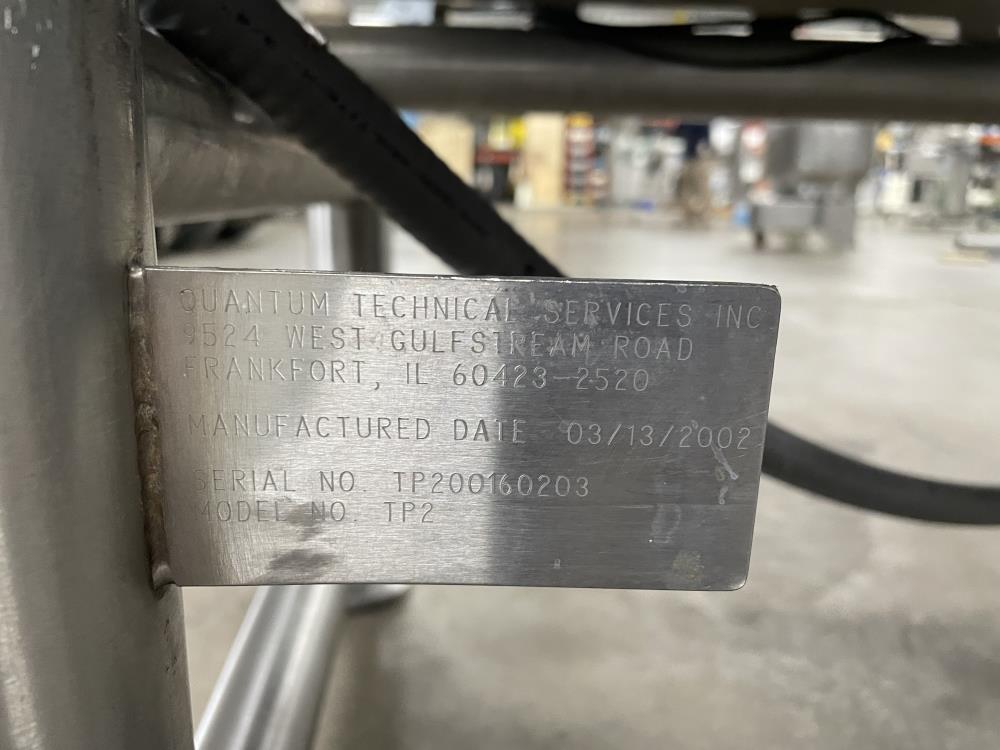 QUANTUM TECHNICAL SERVICES INC
9524 WEST GULFSTREAM ROAD
FRANKFORT, IL 60423-2520
MANUFACTURED DATE 03/13/2002
SERIAL NO. TP200160203
MODEL NO. TP2